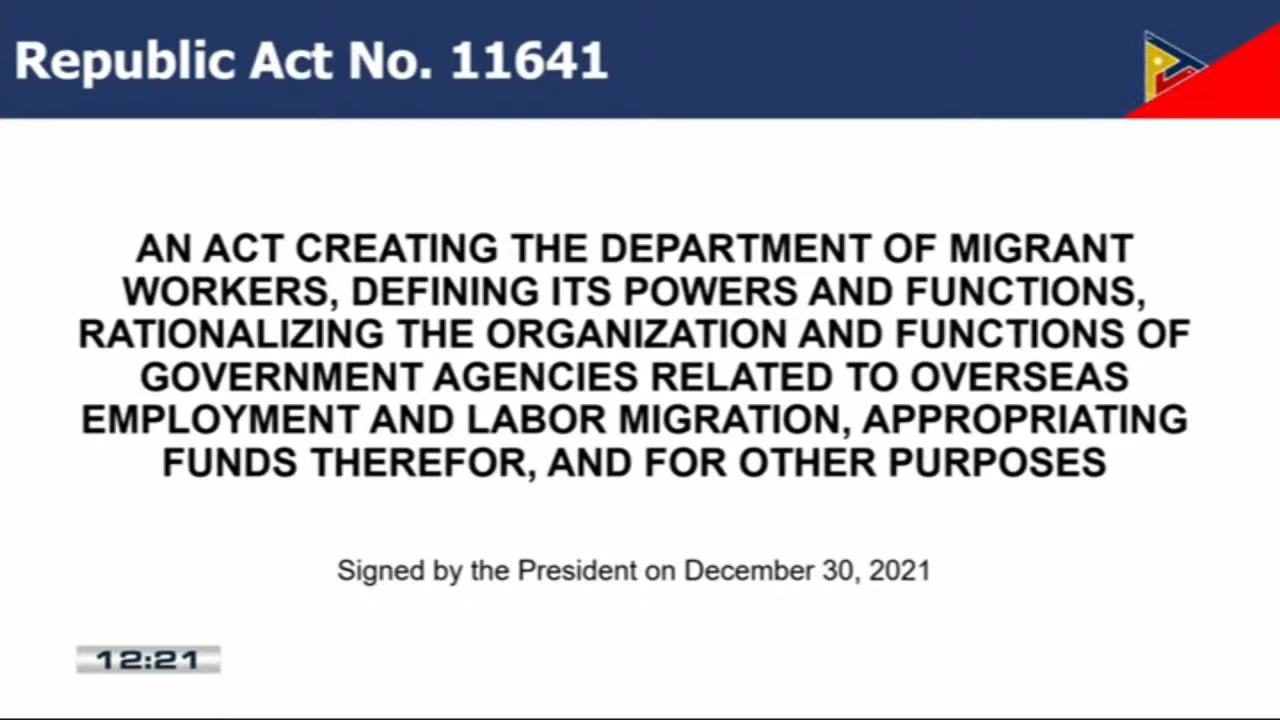 Republic Act No. 11641
AN ACT CREATING THE DEPARTMENT OF MIGRANT
WORKERS, DEFINING ITS POWERS AND FUNCTIONS,
RATIONALIZING THE ORGANIZATION AND FUNCTIONS OF
GOVERNMENT AGENCIES RELATED TO OVERSEAS
EMPLOYMENT AND LABOR MIGRATION, APPROPRIATING
FUNDS THEREFOR, AND FOR OTHER PURPOSES
Signed by the President on December 30, 2021
12:21